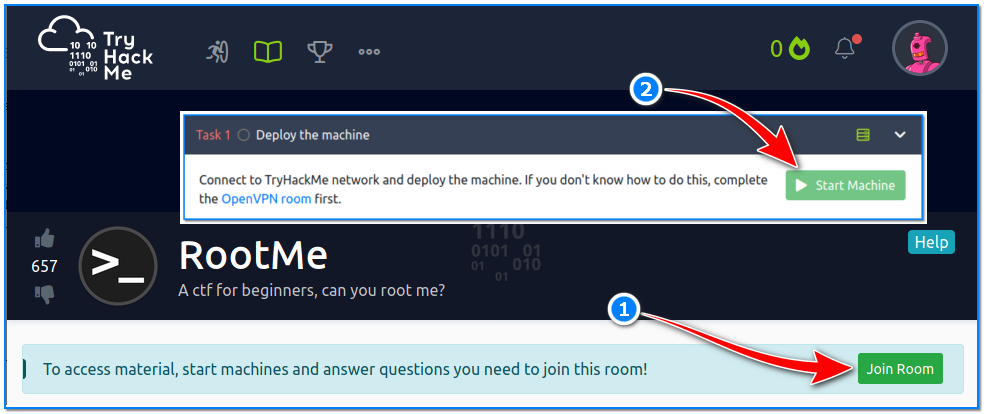 10 10
1110
0101 01
01 010
01
Try
Hack
Me
0
2
Task 1 Deploy the machine
Connect to TryHackMe network and deploy the machine. If you don't know how to do this, complete
the OpenVPN room first.
Start Machine
1110
0101 01
01 010
01
657
>_
RootMe
Help
A ctf for beginners, can you root me?
1
To access material, start machines and answer questions you need to join this room!
Join Room